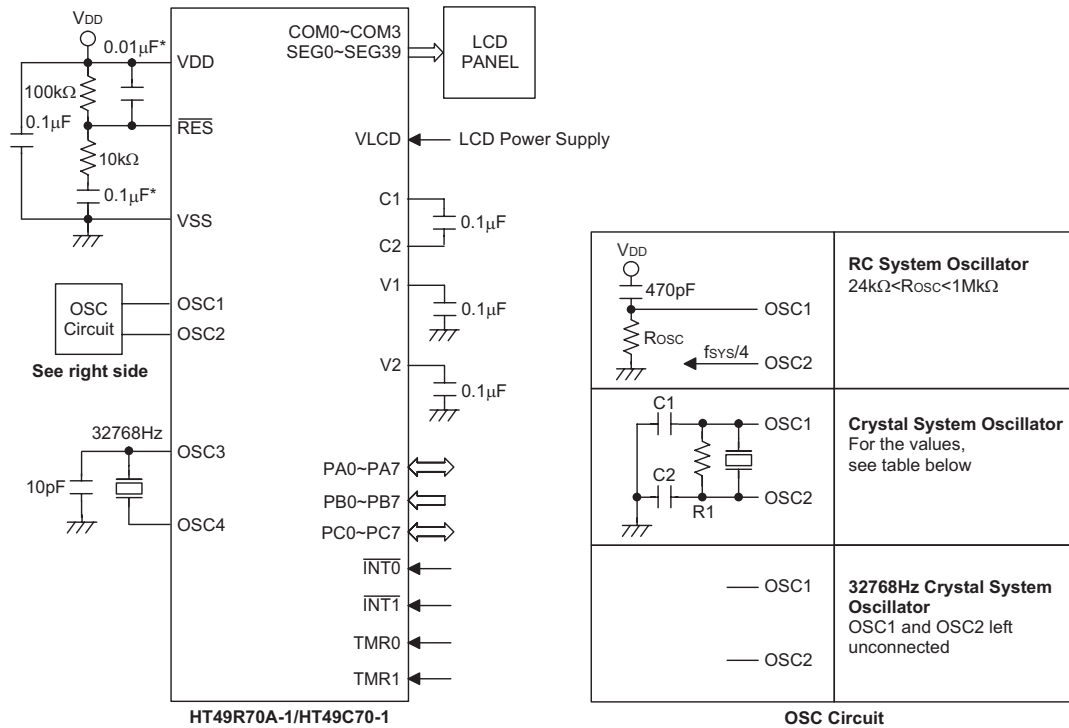 VDD
0.01μF*
VDD
100kΩ
0.1μF
RES
10kΩ
0.1μF*
VSS
OSC
Circuit
OSC1
OSC2
See right side
32768Hz
OSC3
10pF
OSC4
COM0~COM3
SEG0~SEG39
LCD
PANEL
VLCD
LCD Power Supply
C1
0.1μF
C2
V1
0.1μF
V2
0.1μF
PA0~PA7
PB0~PB7
PC0~PC7
INT0
INT1
TMR0
TMR1
HT49R70A-1/HT49C70-1
VDD
470pF
OSC1
ROSC
fSYS/4
OSC2
RC System Oscillator
24kΩ<ROSC<1MkΩ
C1
OSC1
C2
OSC2
R1
Crystal System Oscillator
For the values,
see table below
OSC1
OSC2
32768Hz Crystal System
Oscillator
OSC1 and OSC2 left
unconnected
OSC Circuit